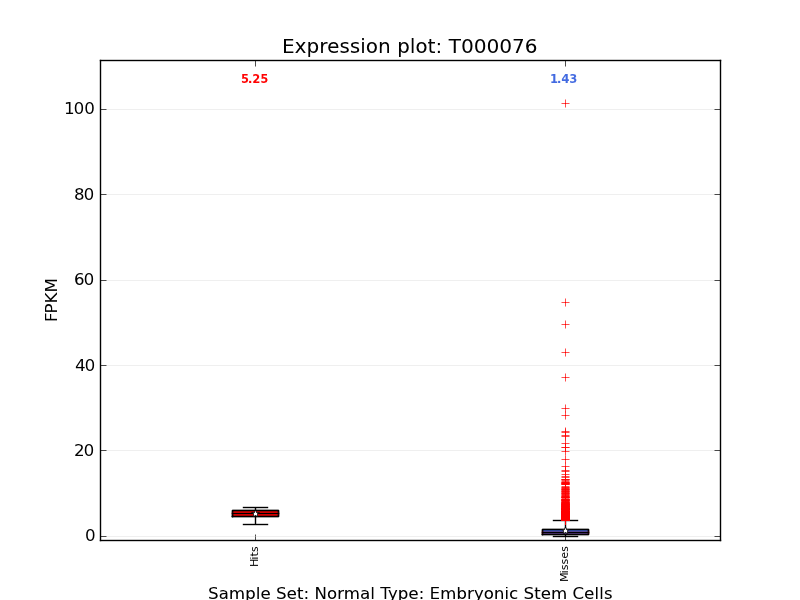 Expression plot: T000076
5.25 1.43
100
80
60
40
20
0
FPKM
Hits Misses
Sample Set: Normal Type: Embryonic Stem Cells